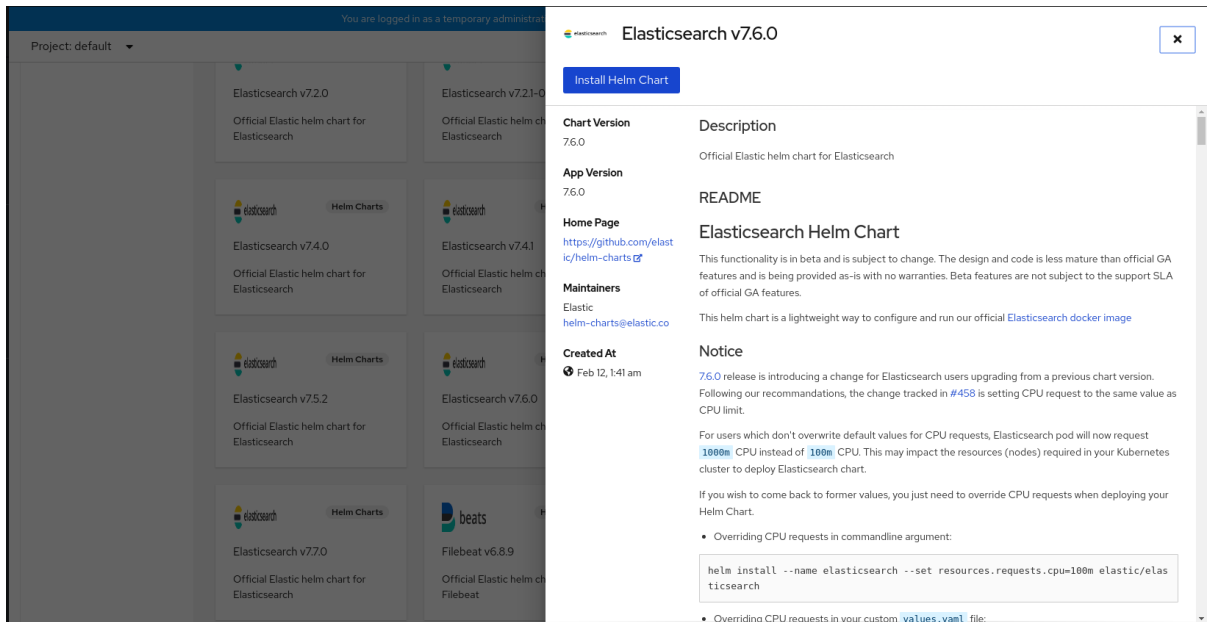 You are logged in as a temporary administrat
Project: default
Elasticsearch v7.2.0
Official Elastic helm chart for
Elasticsearch
Elasticsearch v7.2.1-0
Official Elastic helm ch
Elasticsearch
elasticsearch
Helm Charts
Elasticsearch v7.4.0
Official Elastic helm chart for
Elasticsearch
elasticsearch
H
Elasticsearch v7.4.1
Official Elastic helm ch
Elasticsearch
elasticsearch
Helm Charts
Elasticsearch v7.5.2
Official Elastic helm chart for
Elasticsearch
elasticsearch
H
Elasticsearch v7.6.0
Official Elastic helm ch
Elasticsearch
elasticsearch
Helm Charts
Elasticsearch v7.7.0
Official Elastic helm chart for
Elasticsearch
beats
H
Filebeat v6.8.9
Official Elastic helm ch
Filebeat
elasticsearch
Elasticsearch v7.6.0
Install Helm Chart
Chart Version
7.6.0
App Version
7.6.0
Home Page
https://github.com/elast
ic/helm-charts
Maintainers
Elastic
helm-charts@elastic.co
Created At
Feb 12, 1:41 am
Description
Official Elastic helm chart for Elasticsearch
README
Elasticsearch Helm Chart
This functionality is in beta and is subject to change. The design and code is less mature than official GA
features and is being provided as-is with no warranties. Beta features are not subject to the support SLA
of official GA features.
This helm chart is a lightweight way to configure and run our official Elasticsearch docker image
Notice
7.6.0 release is introducing a change for Elasticsearch users upgrading from a previous chart version.
Following our recommandations, the change tracked in #458 is setting CPU request to the same value as
CPU limit.
For users which don't overwrite default values for CPU requests, Elasticsearch pod will now request
1000m CPU instead of 100m CPU. This may impact the resources (nodes) required in your Kubernetes
cluster to deploy Elasticsearch chart.
If you wish to come back to former values, you just need to override CPU requests when deploying your
Helm Chart.
• Overriding CPU requests in commandline argument:
helm install --name elasticsearch --set resources.requests.cpu=100m elastic/elas
ticsearch
• Overriding CPU requests in your custom values.yaml file: